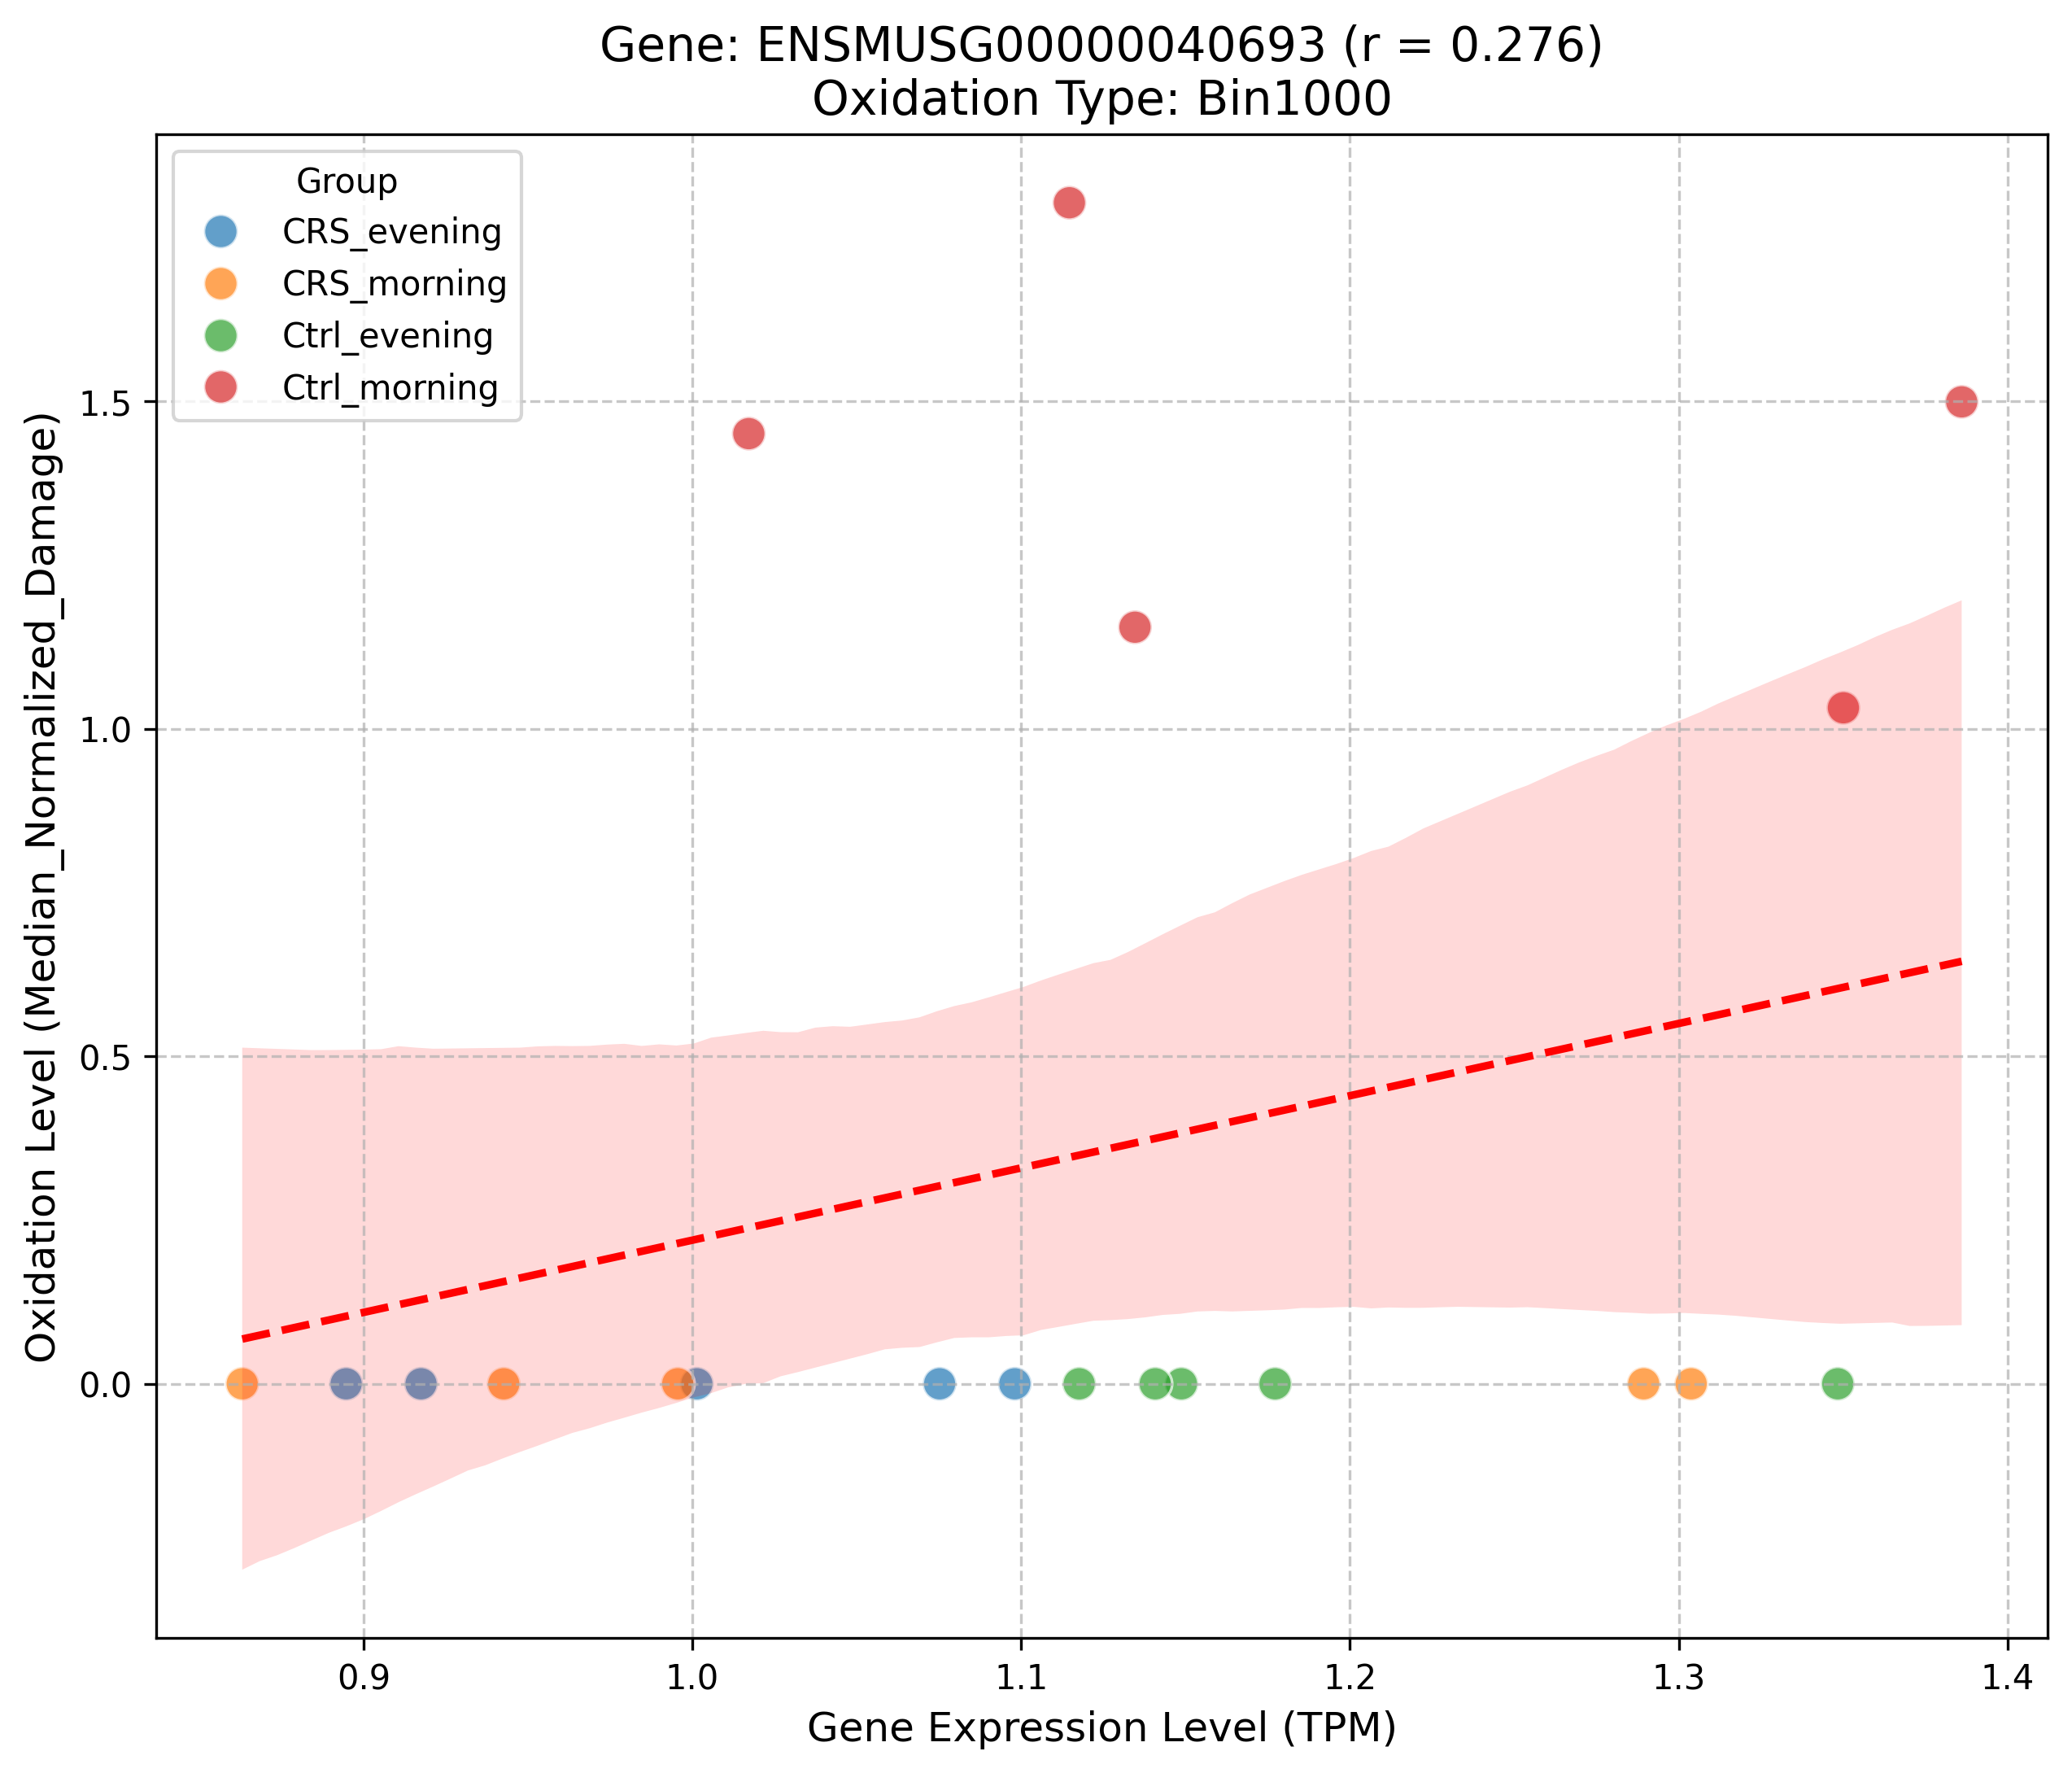 Gene: ENSMUSG00000040693 (r = 0.276)
Oxidation Type: Bin1000
Group
CRS_evening
CRS_morning
Ctrl_evening
Ctrl_morning
Oxidation Level (Median_Normalized_Damage)
1.5
1.0
0.5
0.0
0.9
1.0
1.1
1.2
1.3
1.4
Gene Expression Level (TPM)